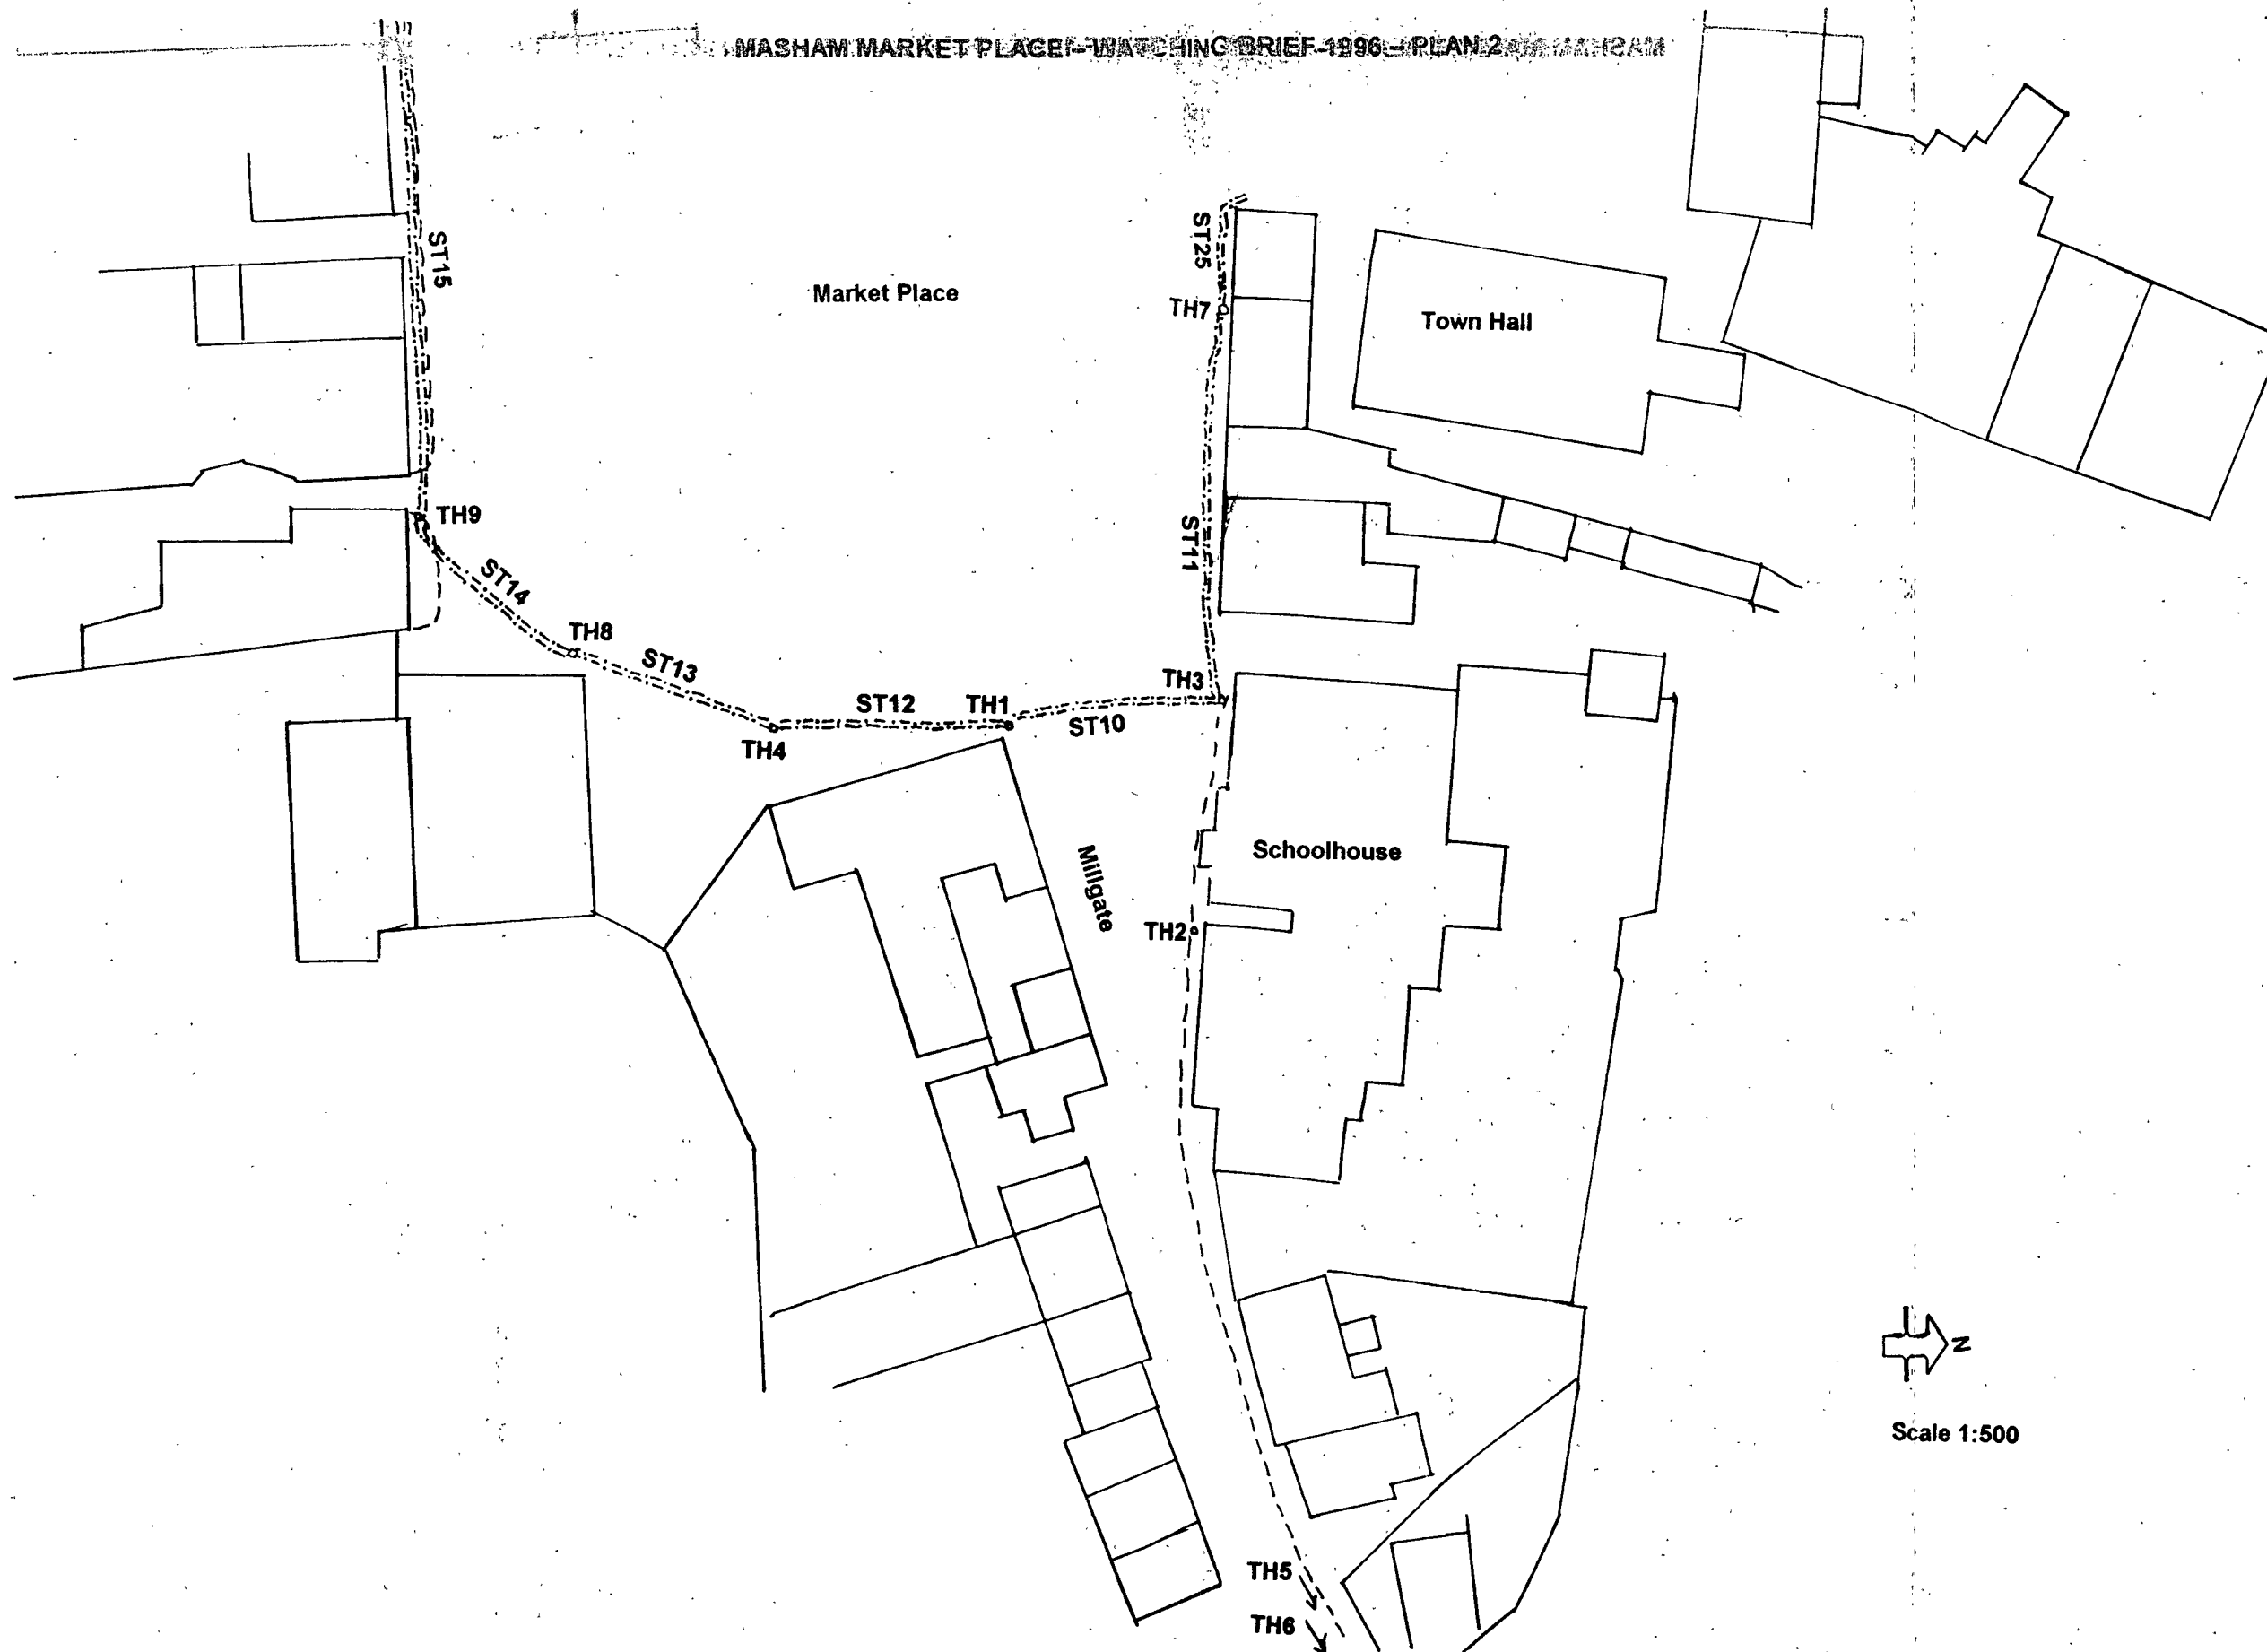 MASHAM MARKET PLACE - WATCHING BRIEF 1996 - PLAN 2
ST15
ST25
Market Place
TH7
Town Hall
TH9
ST11
ST14
TH8
ST13
TH3
ST12
TH1
ST10
TH4
Millgate
Schoolhouse
TH2
N
Scale 1:500
TH5
TH6